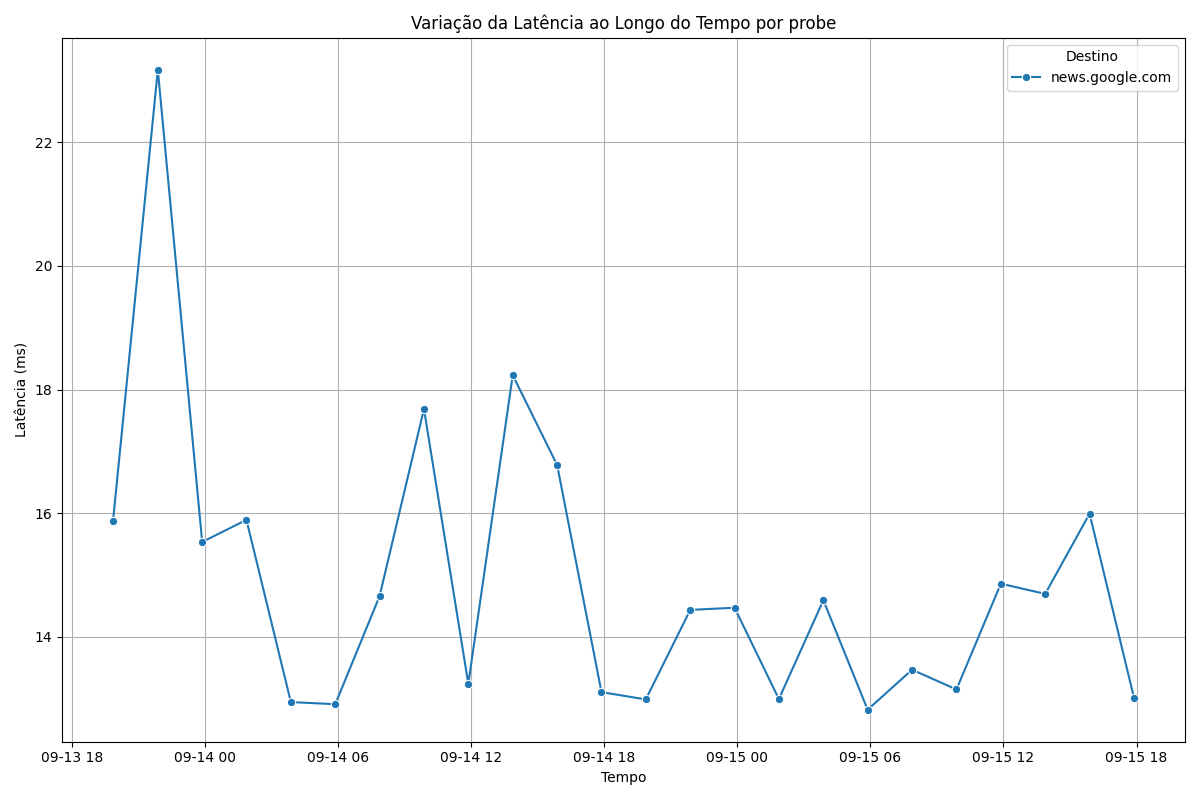 Variação da Latência ao Longo do Tempo por probe
Destino
news.google.com
Latência (ms)
22
20
18
16
14
09-13 18
09-14 00
09-14 06
09-14 12
09-14 18
09-15 00
09-15 06
09-15 12
09-15 18
Tempo